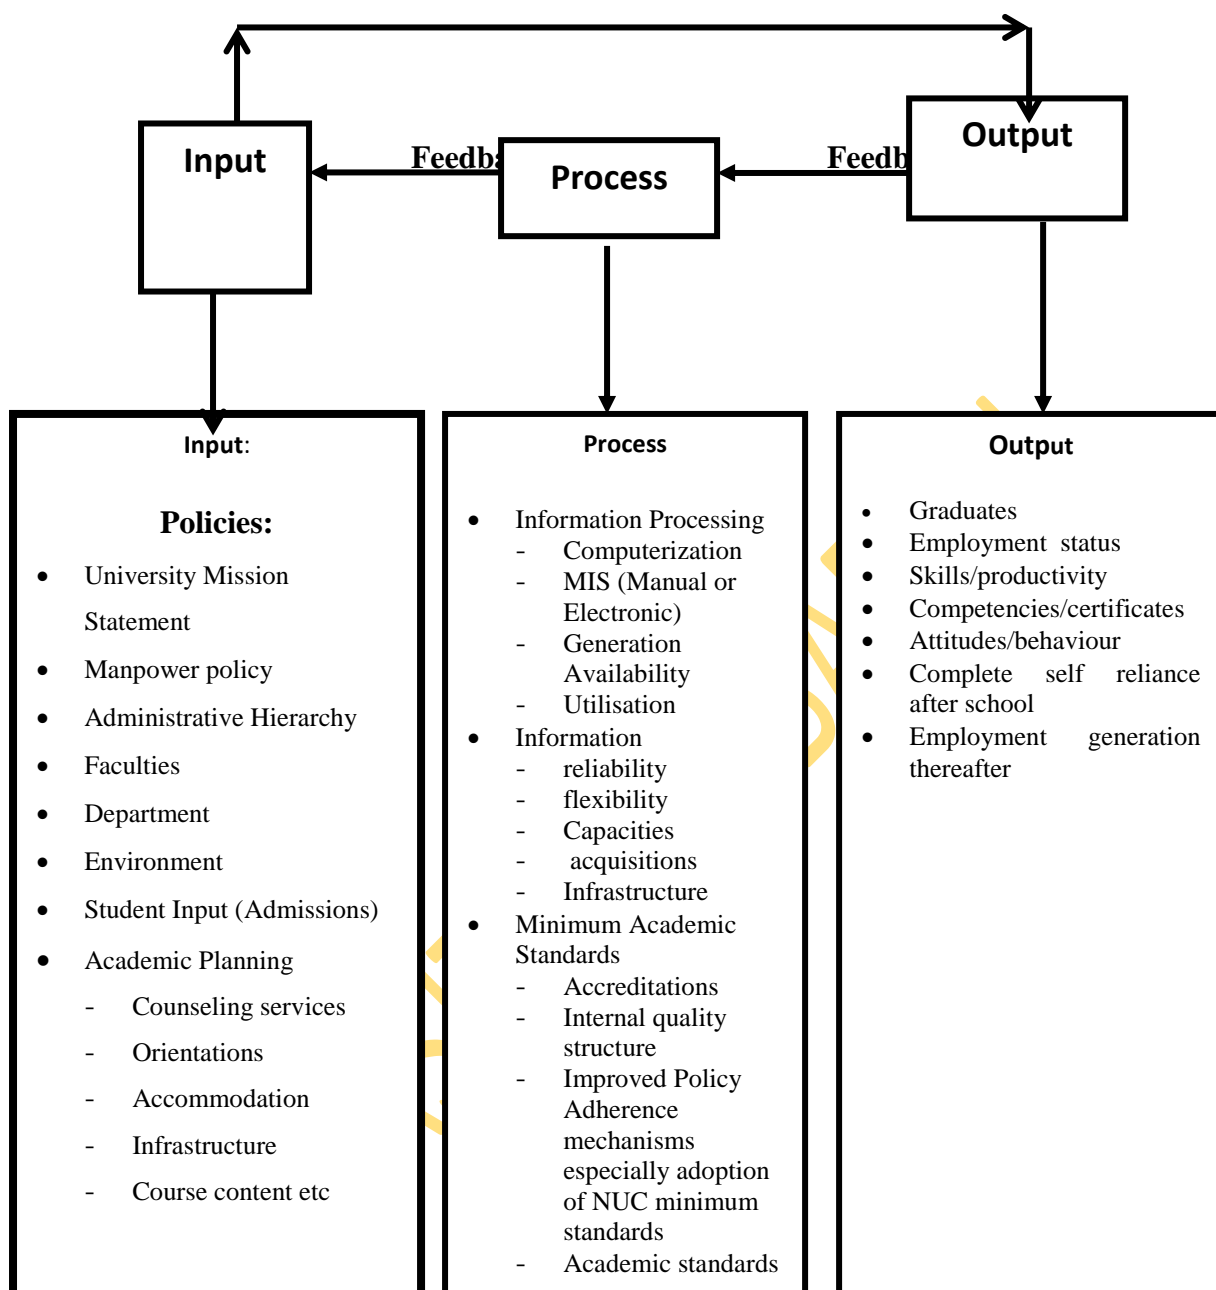 Input
Process
Output
Input:
Policies:
• University Mission
Statement
• Manpower policy
• Administrative Hierarchy
• Faculties
• Department
• Environment
• Student Input (Admissions)
• Academic Planning
- Counseling services
- Orientations
- Accommodation
- Infrastructure
- Course content etc
Process
• Information Processing
- Computerization
- MIS (Manual or
Electronic)
- Generation
Availability
- Utilisation
• Information
- reliability
- flexibility
- Capacities
- acquisitions
- Infrastructure
• Minimum Academic
Standards
- Accreditations
- Internal quality
structure
- Improved Policy
Adherence
mechanisms
especially adoption
of NUC minimum
standards
- Academic standards
Output
• Graduates
• Employment status
• Skills/productivity
• Competencies/certificates
• Attitudes/behaviour
• Complete self reliance
after school
• Employment generation
thereafter